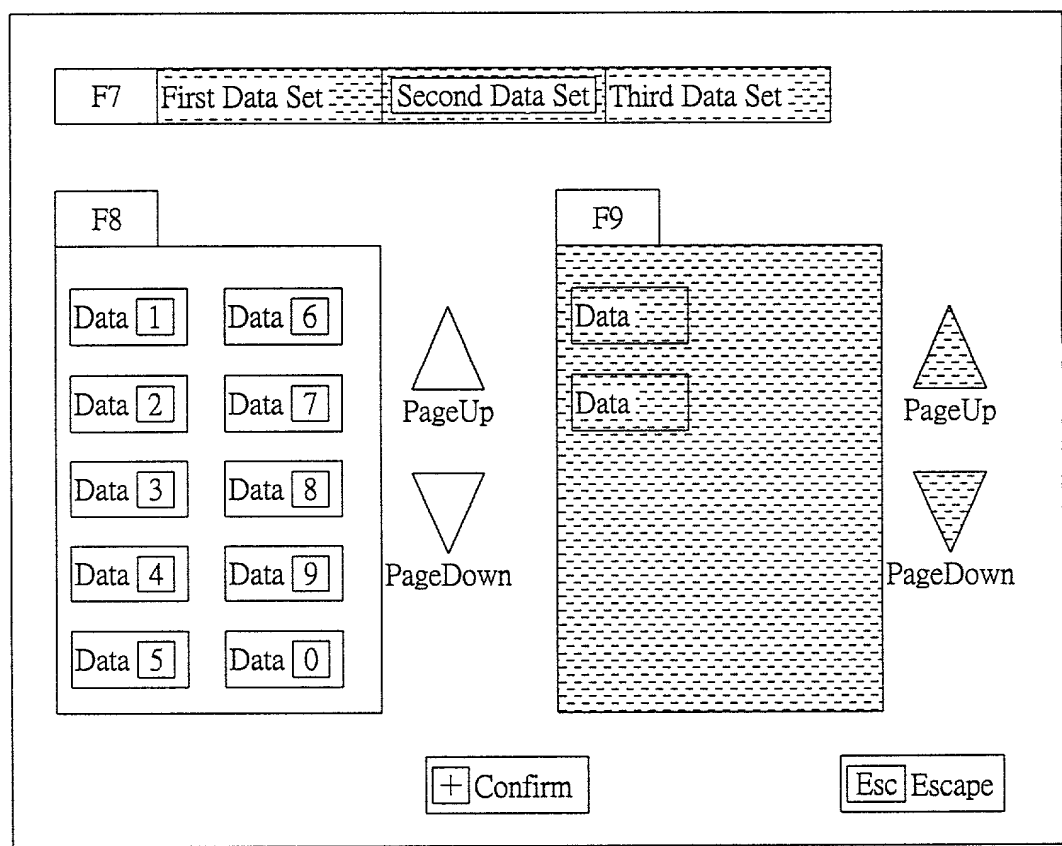 F7 First Data Set Second Data Set Third Data Set
F8
Data 1 Data 6
Data 2 Data 7
Data 3 Data 8
Data 4 Data 9
Data 5 Data 0
PageUp
PageDown
F9
Data
Data
PageUp
PageDown
+ Confirm
Esc Escape